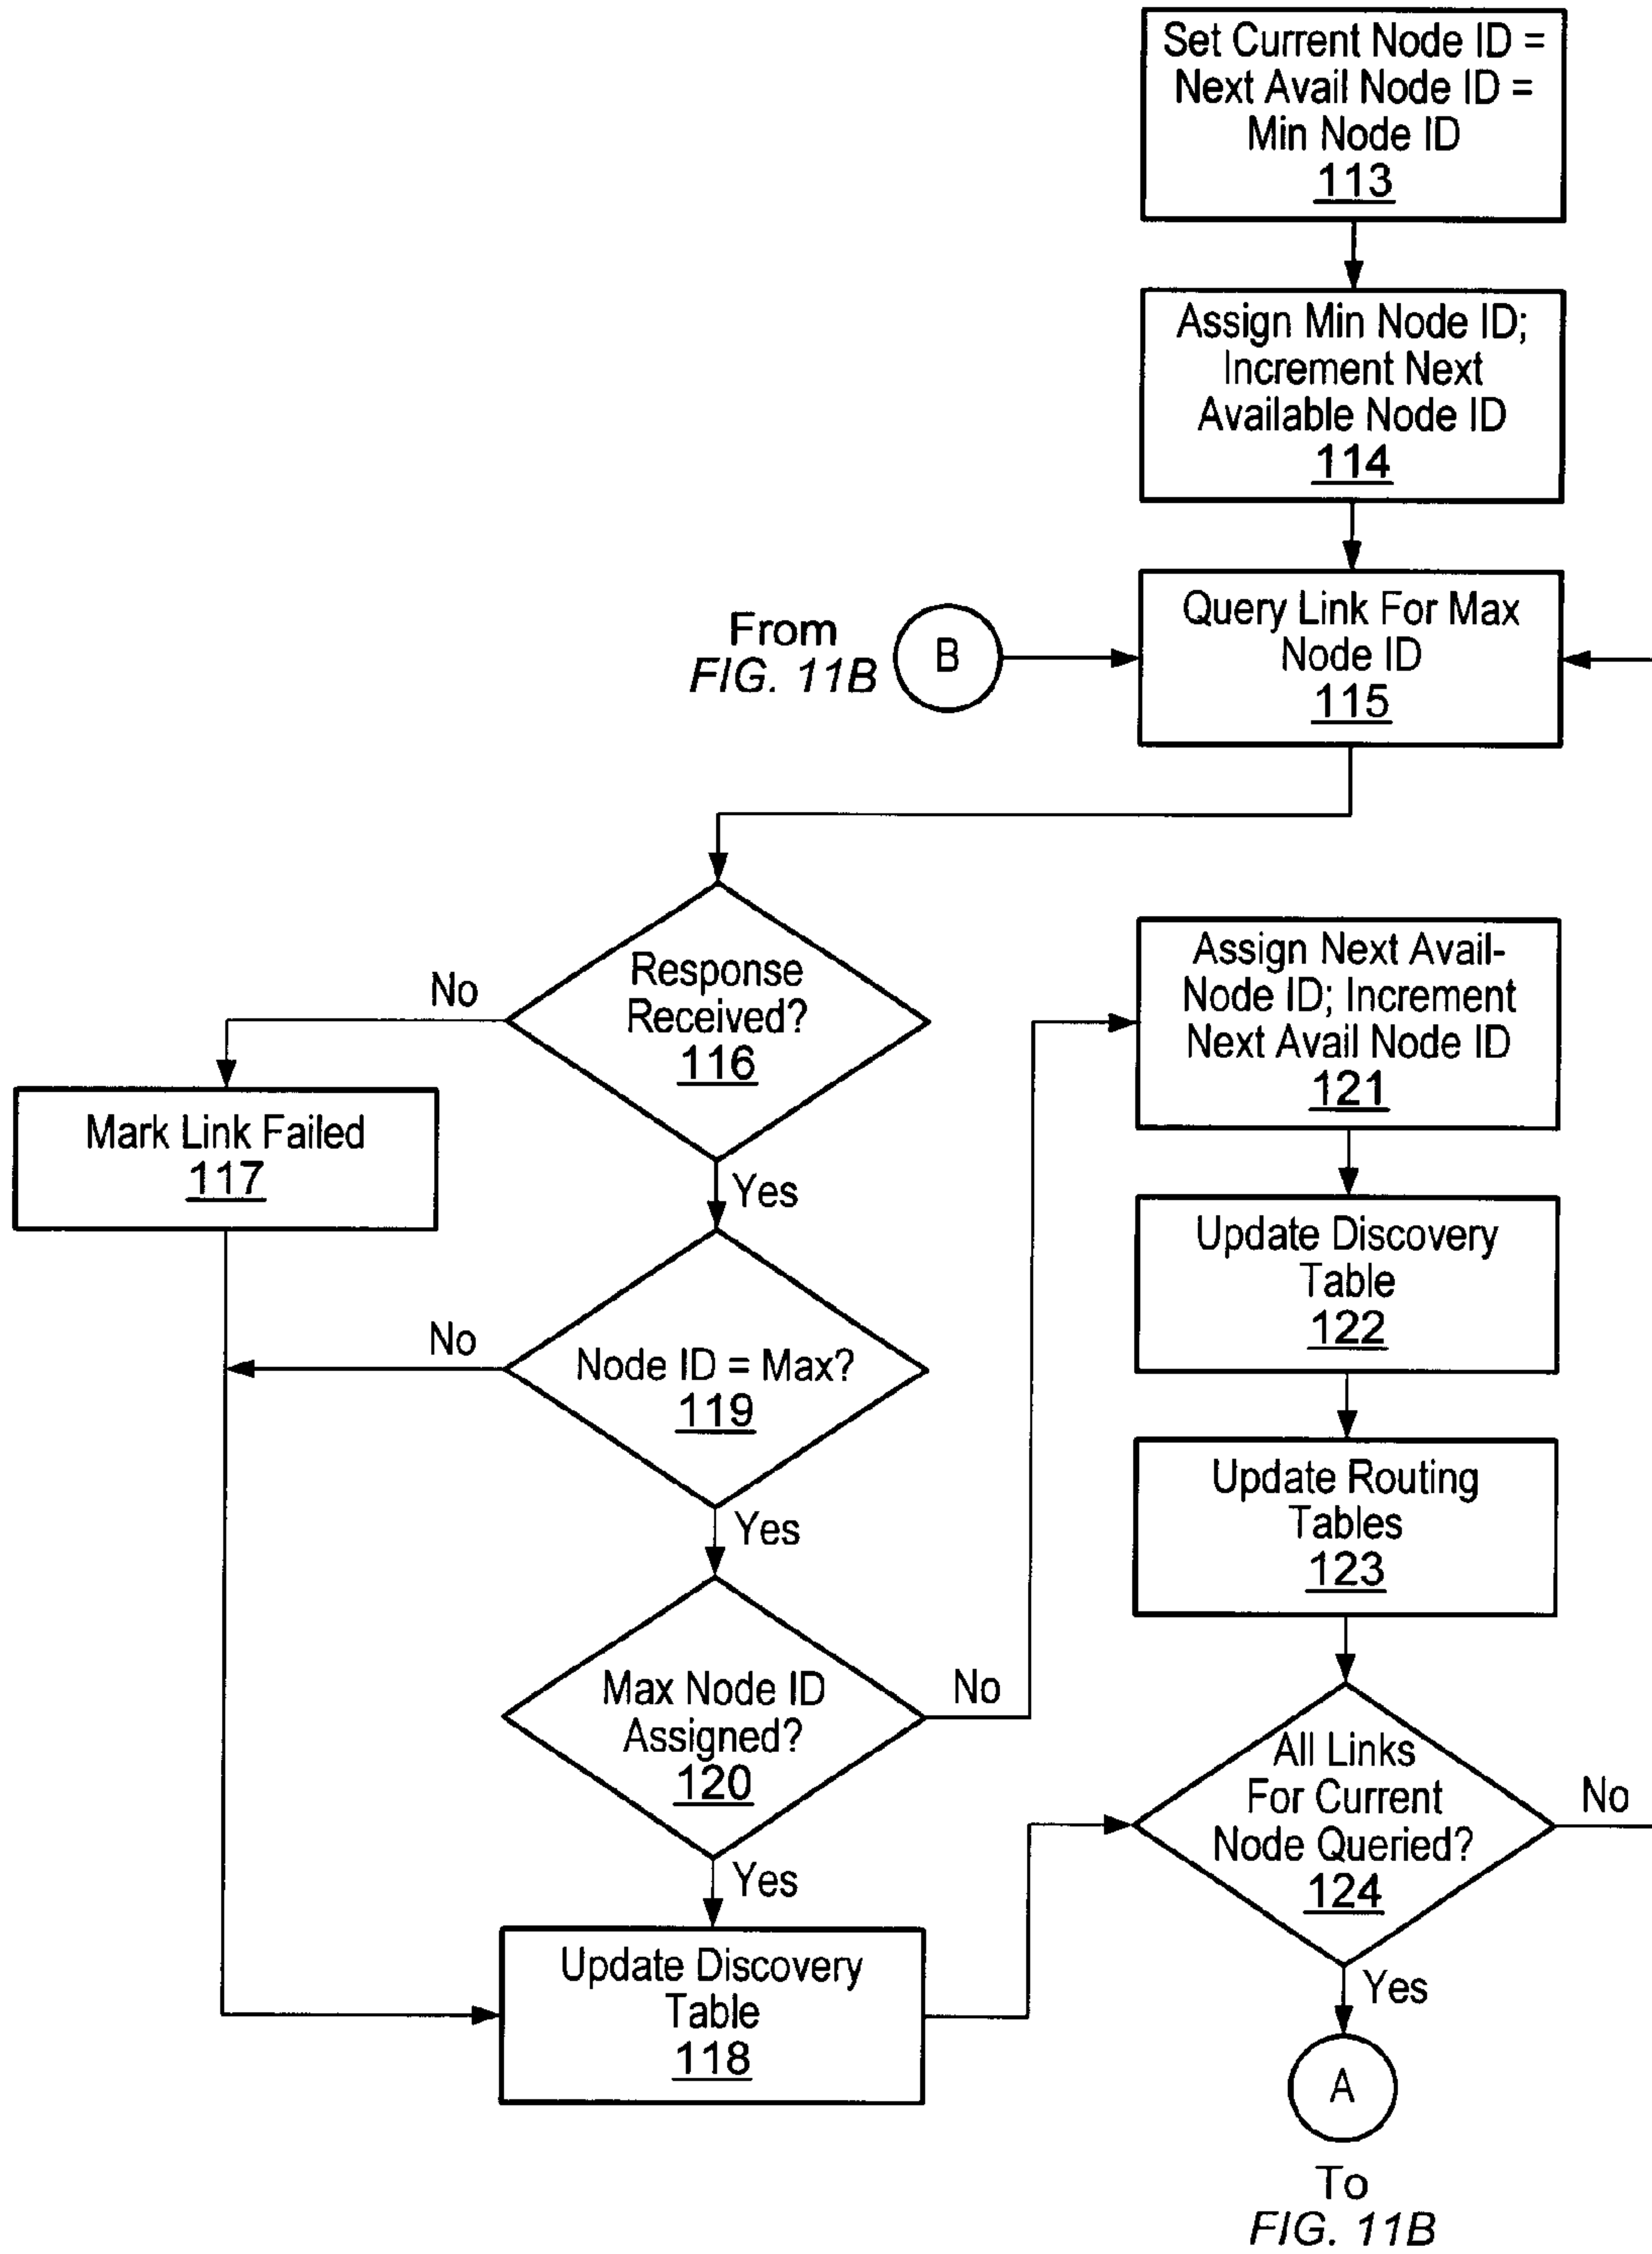 Set Current Node ID =
Next Avail Node ID =
Min Node ID
113
Assign Min Node ID;
Increment Next
Available Node ID
114
From
FIG. 11B
B
Query Link For Max
Node ID
115
Response
Received?
116
No
Yes
Mark Link Failed
117
Node ID = Max?
119
No
Yes
Max Node ID
Assigned?
120
No
Yes
Update Discovery
Table
118
Assign Next Avail-
Node ID; Increment
Next Avail Node ID
121
Update Discovery
Table
122
Update Routing
Tables
123
All Links
For Current
Node Queried?
124
No
Yes
A
To
FIG. 11B